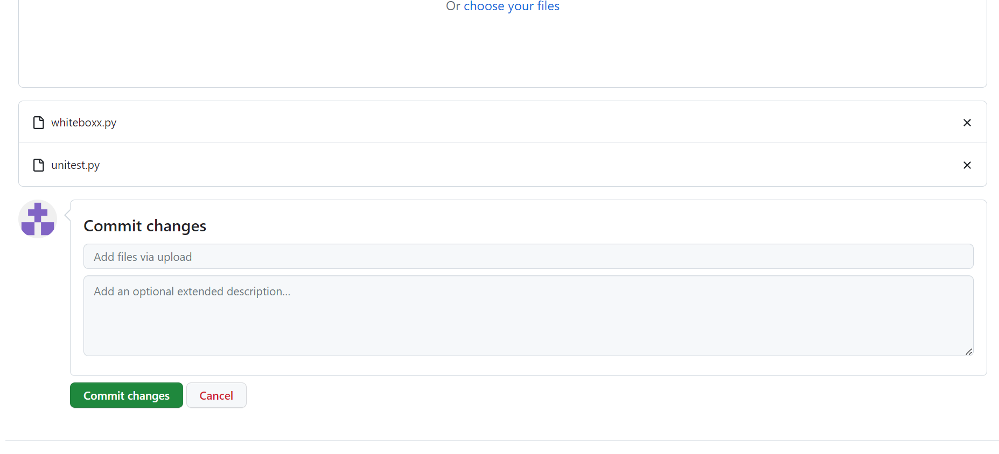 Or choose your files
whiteboxx.py
unitest.py
Commit changes
Add files via upload
Add an optional extended description...
Commit changes
Cancel